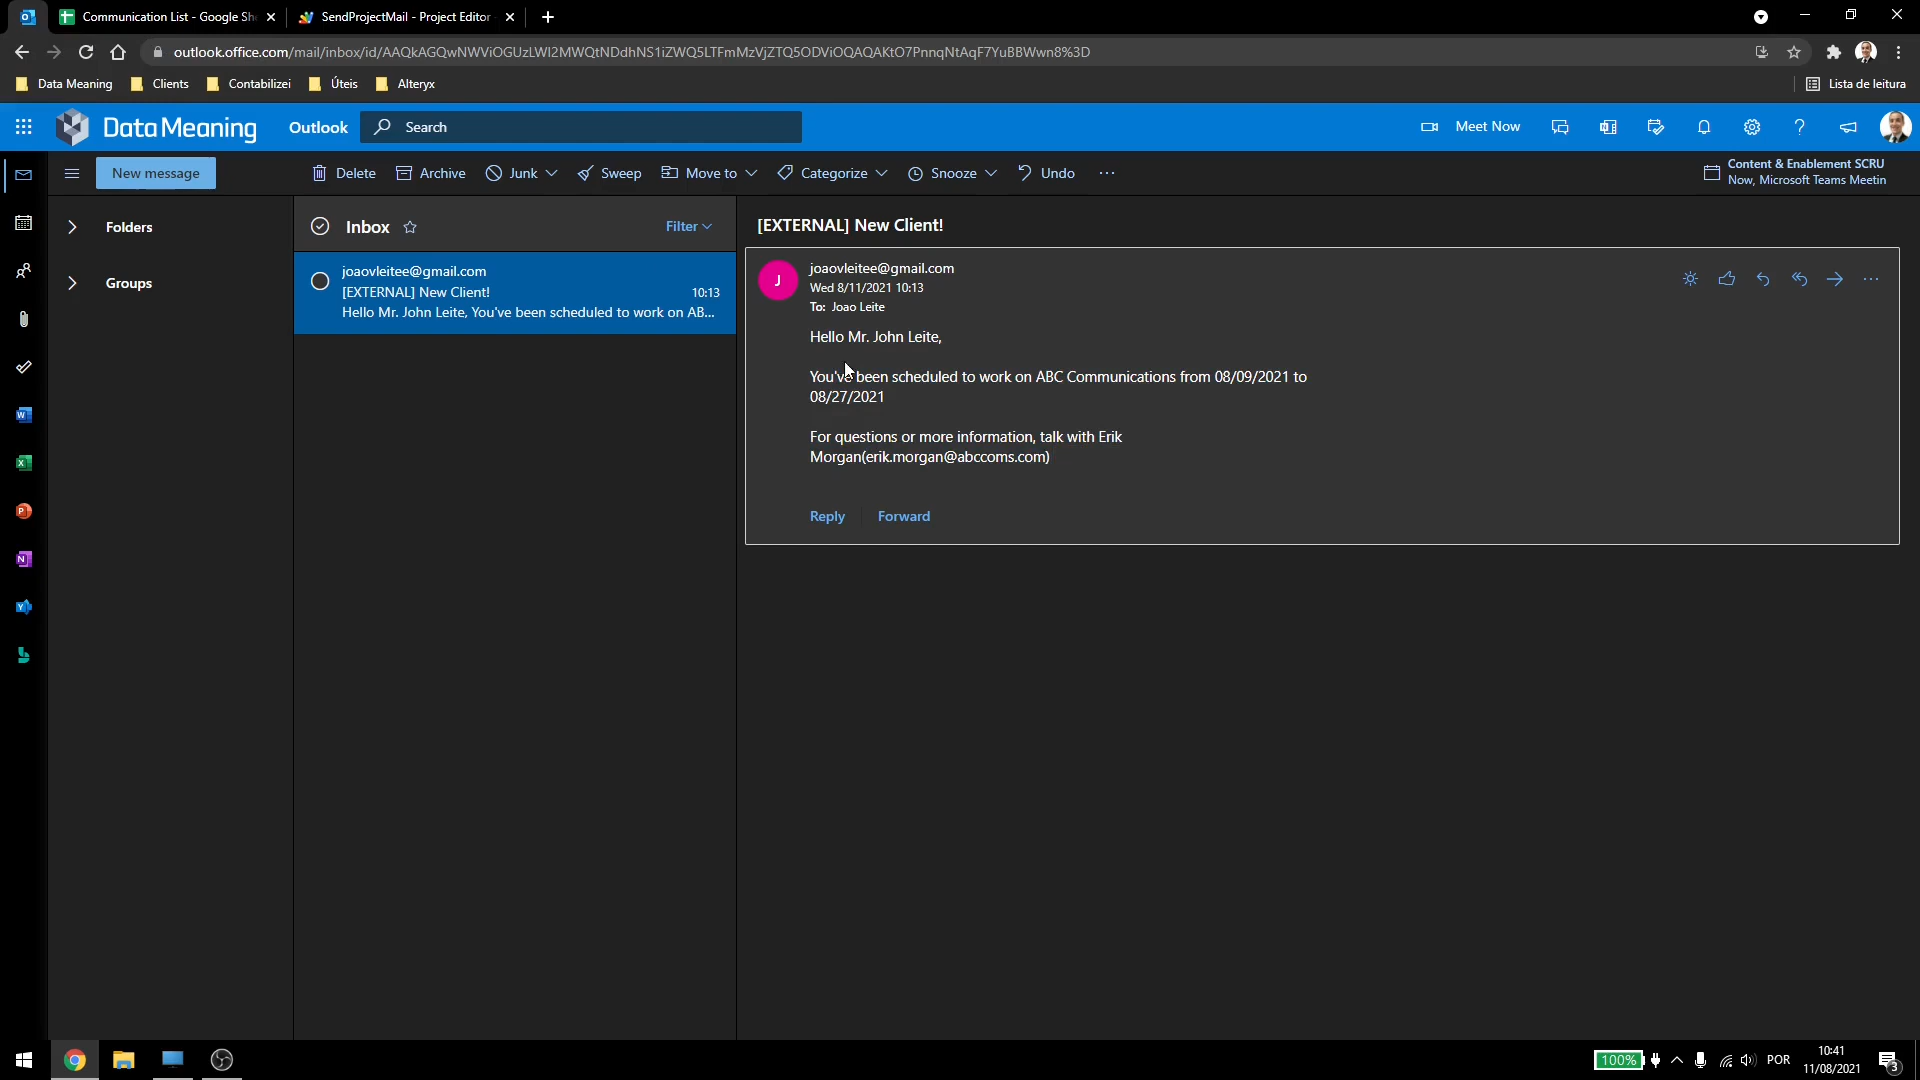 Communication List - Google She
SendProjectMail - Project Editor
outlook.office.com/mail/inbox/id/AAQkAGQwNWViOGUzLWI2MWQtNDdhNS1iZWQ5LTFmMzVjZTQ5ODViOQAQAKtO7PnnqNtAqF7YuBBWwn8%3D
Data Meaning
Clients
Contabilizei
Úteis
Alteryx
Lista de leitura
Data Meaning
Outlook
Search
Meet Now
New message
Delete
Archive
Junk
Sweep
Move to
Categorize
Snooze
Undo
Content & Enablement SCRU
Now, Microsoft Teams Meetin
Folders
Groups
Inbox
Filter
joaovleitee@gmail.com
[EXTERNAL] New Client!
10:13
Hello Mr. John Leite, You've been scheduled to work on AB...
[EXTERNAL] New Client!
J
joaovleitee@gmail.com
Wed 8/11/2021 10:13
To: Joao Leite
Hello Mr. John Leite,
You've been scheduled to work on ABC Communications from 08/09/2021 to
08/27/2021
For questions or more information, talk with Erik
Morgan(erik.morgan@abccoms.com)
Reply
Forward
100%
POR
10:41
11/08/2021
3